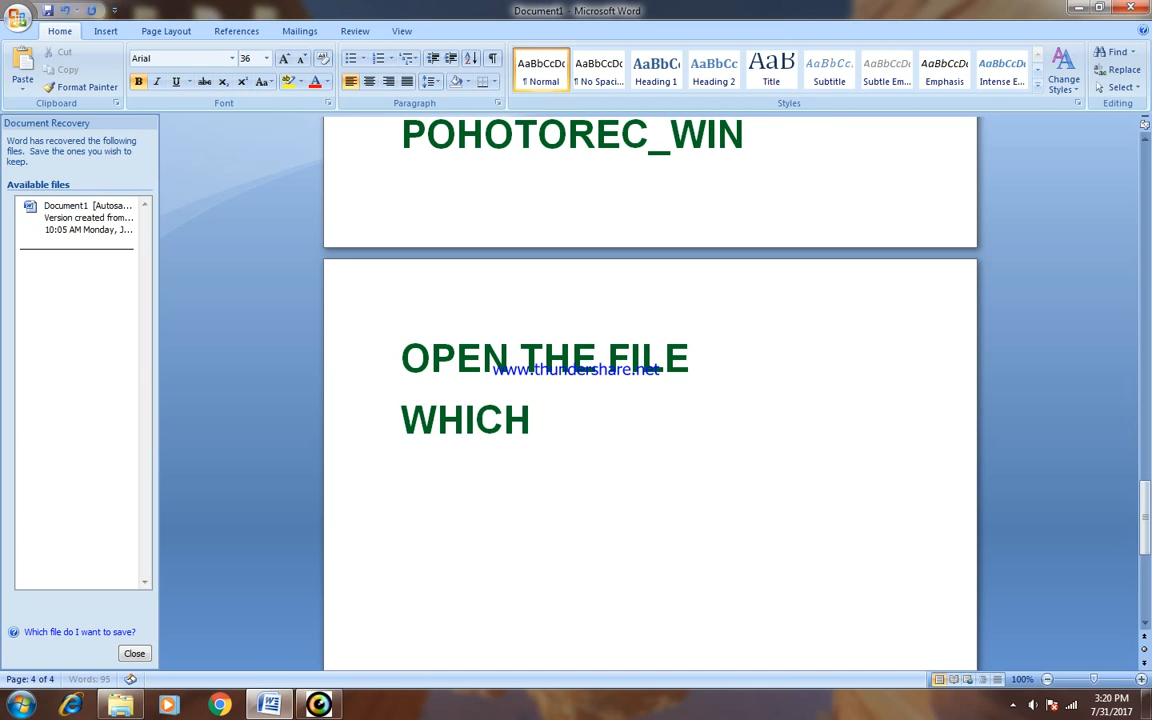 Document1 - Microsoft Word
Home Insert Page Layout References Mailings Review View
Paste
Cut
Copy
Format Painter
Clipboard
Arial 36
Font
Paragraph
AaBbCcDc AaBbCcDc AaBbC AaBbCc AaB AaBbCc. AaBbCcDc AaBbCcDc AaBbCcDc
¶ Normal ¶ No Spaci... Heading 1 Heading 2 Title Subtitle Subtle Em... Emphasis Intense E...
Change Styles
Styles
Find
Replace
Select
Editing
Document Recovery
Word has recovered the following
files. Save the ones you wish to
keep.
Available files
Document1 [Autosa...
Version created from...
10:05 AM Monday, J...
Which file do I want to save?
Close
POHOTOREC_WIN
OPEN THE FILE
www.thundershare.net
WHICH
Page: 4 of 4 Words: 95
100%
3:20 PM
7/31/2017